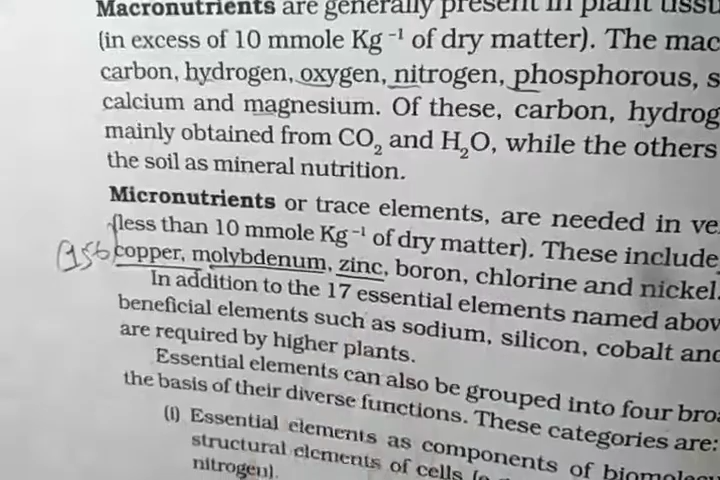 Macronutrients are generally present in plant tissu
(in excess of 10 mmole Kg⁻¹ of dry matter). The mac
carbon, hydrogen, oxygen, nitrogen, phosphorous, s
calcium and magnesium. Of these, carbon, hydrog
mainly obtained from CO₂ and H₂O, while the others
the soil as mineral nutrition.
Micronutrients or trace elements, are needed in ve
(less than 10 mmole Kg⁻¹ of dry matter). These include
copper, molybdenum, zinc, boron, chlorine and nickel.
In addition to the 17 essential elements named abov
beneficial elements such as sodium, silicon, cobalt and
are required by higher plants.
Essential elements can also be grouped into four bro
the basis of their diverse functions. These categories are:
(i) Essential elements as components of biomolecu
structural elements of cells (e
nitrogen).